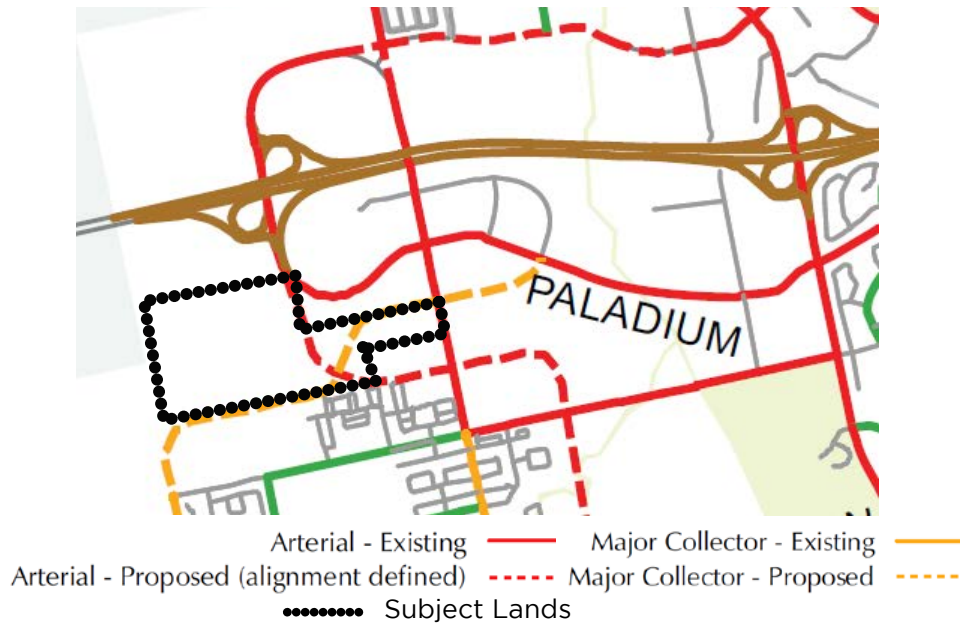 PALADIUM
Arterial - Existing Major Collector - Existing
Arterial - Proposed (alignment defined) Major Collector - Proposed
Subject Lands